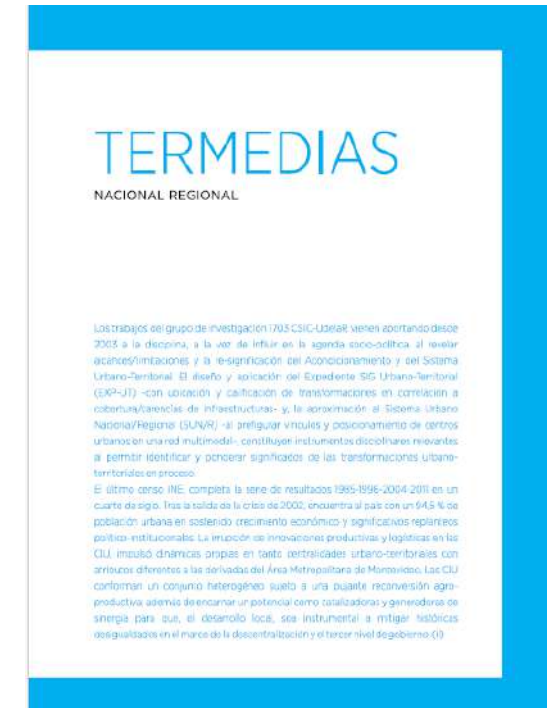 TERMEDIAS
NACIONAL REGIONAL
Los trabajos del grupo de investigación 1703 CSIC-UdelaR vienen aportando desde
2003 a la disciplina, a la vez de influir en la agenda socio-política, al revelar
alcances/limitaciones y la re-significación del Acondicionamiento y del Sistema
Urbano-Territorial. El diseño y aplicación del Expediente SIG Urbano-Territorial
(EXP-UT) -con ubicación y calificación de transformaciones en correlación a
cobertura/carencias de infraestructuras- y, la aproximación al Sistema Urbano
Nacional/Regional (SUN/R) -al prefigurar vínculos y posicionamiento de centros
urbanos en una red multimodal-, constituyen instrumentos disciplinares relevantes
al permitir identificar y ponderar significados de las transformaciones urbano-
territoriales en proceso.
El último censo INE, completa la serie de resultados 1985-1996-2004-2011 en un
cuarto de siglo. Tras la salida de la crisis de 2002, encuentra al país con un 94,5 % de
población urbana en sostenido crecimiento económico y significativos replanteos
político-institucionales. La irrupción de innovaciones productivas y logísticas en las
CIU, impulsó dinámicas propias en tanto centralidades urbano-territoriales con
atributos diferentes a las derivadas del Área Metropolitana de Montevideo. Las CIU
conforman un conjunto heterogéneo sujeto a una pujante reconversión agro-
productiva además de encarnar un potencial como catalizadoras y generadoras de
sinergia para que, el desarrollo local, sea instrumental a mitigar históricas
desigualdades en el marco de la descentralización y el tercer nivel de gobierno. (i)